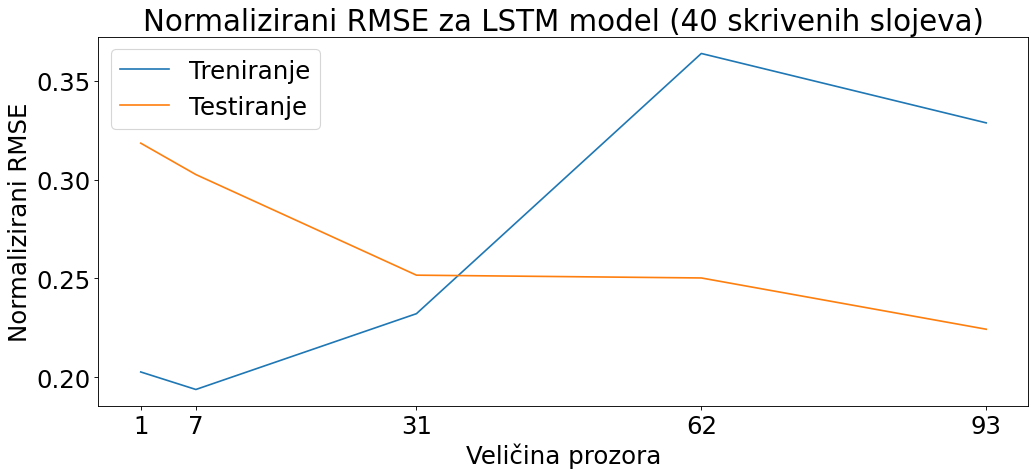 Normalizirani RMSE za LSTM model (40 skrivenih slojeva)
Treniranje
Testiranje
Normalizirani RMSE
0.35
0.30
0.25
0.20
1 7 31 62 93
Veličina prozora